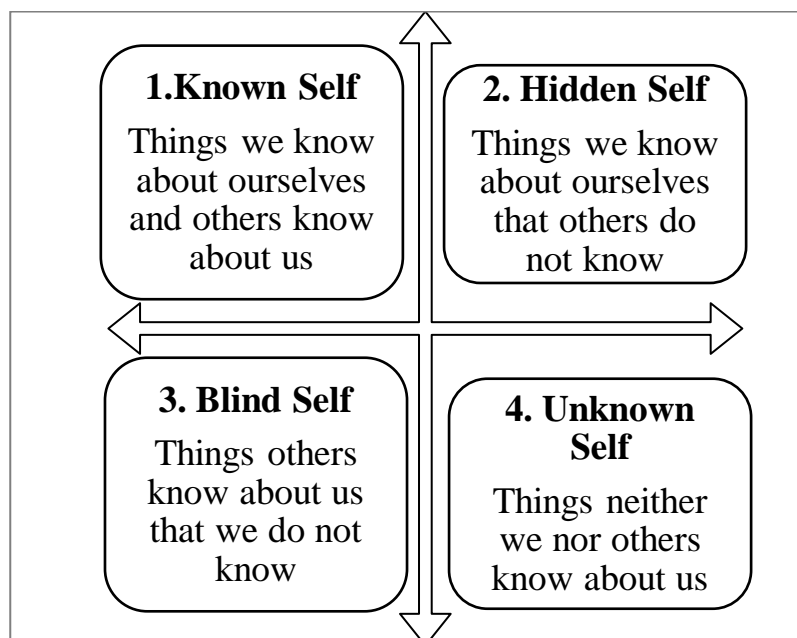 1.Known Self
Things we know
about ourselves
and others know
about us
2. Hidden Self
Things we know
about ourselves
that others do
not know
3. Blind Self
Things others
know about us
that we do not
know
4. Unknown
Self
Things neither
we nor others
know about us